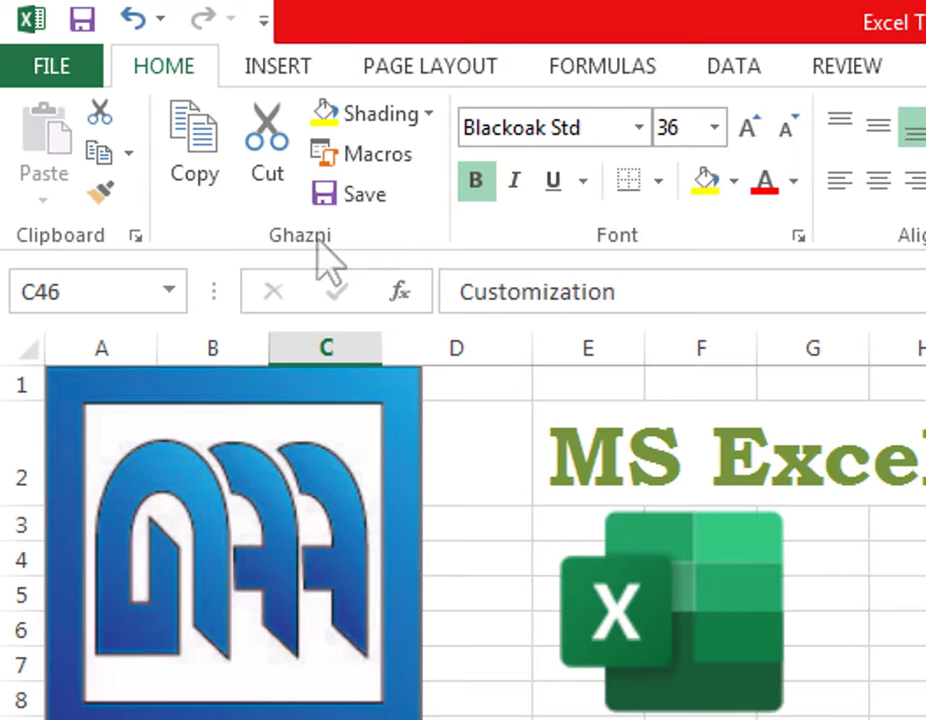 Excel T
FILE HOME INSERT PAGE LAYOUT FORMULAS DATA REVIEW
Paste
Copy
Cut
Shading
Macros
Save
Blackoak Std 36
B I U A
Clipboard Ghazni Font Alig
C46 fx Customization
A B C D E F G H
1
2 MS Excel
3
4
5
6 X
7
8